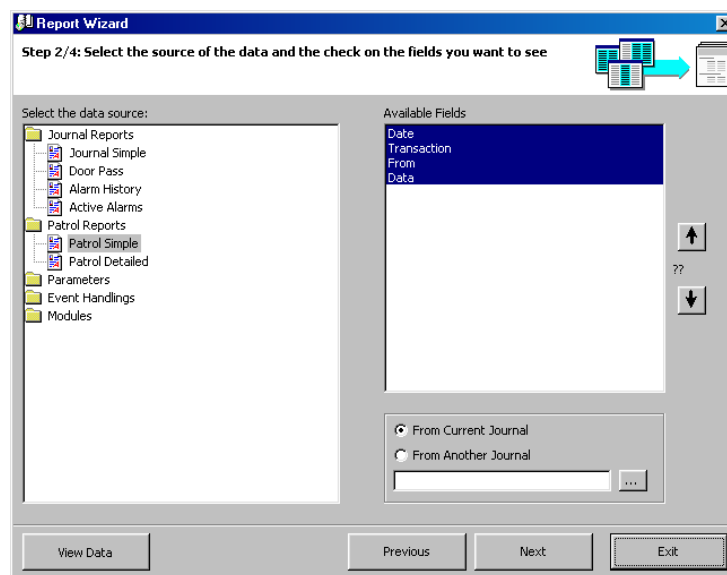 Report Wizard
Step 2/4: Select the source of the data and the check on the fields you want to see
Select the data source:
Journal Reports
Journal Simple
Door Pass
Alarm History
Active Alarms
Patrol Reports
Patrol Simple
Patrol Detailed
Parameters
Event Handlings
Modules
Available Fields
Date
Transaction
From
Data
??
From Current Journal
From Another Journal
...
View Data
Previous
Next
Exit